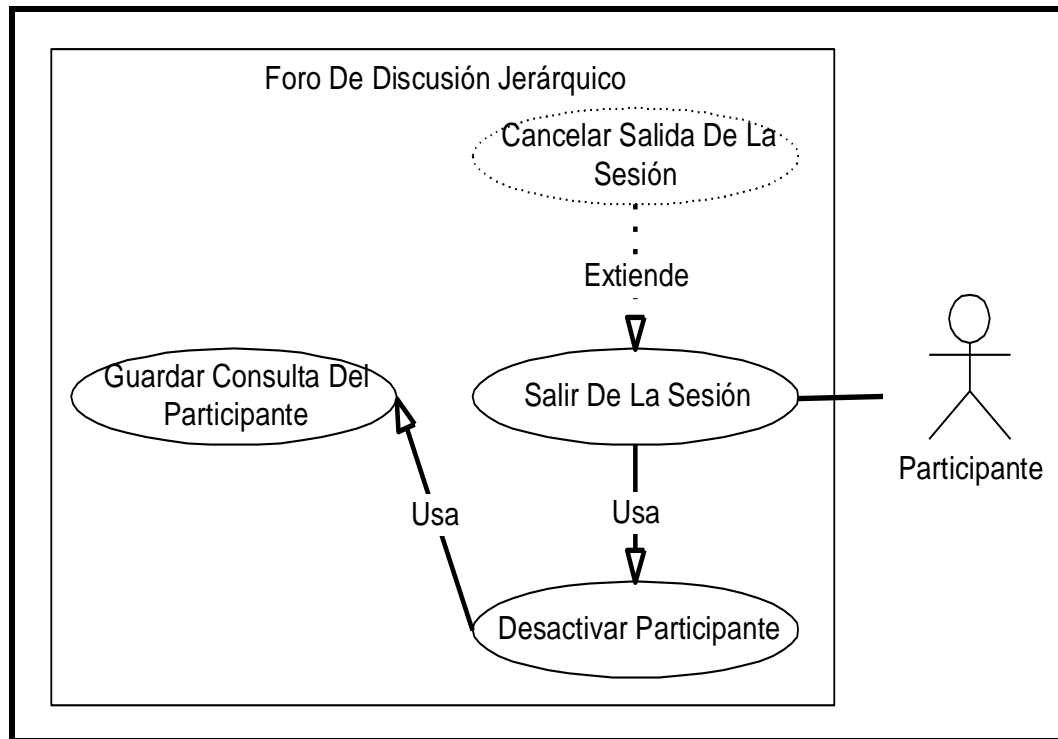 Foro De Discusión Jerárquico
Cancelar Salida De La
Sesión
Extiende
Guardar Consulta Del
Participante
Salir De La Sesión
Participante
Usa
Usa
Desactivar Participante